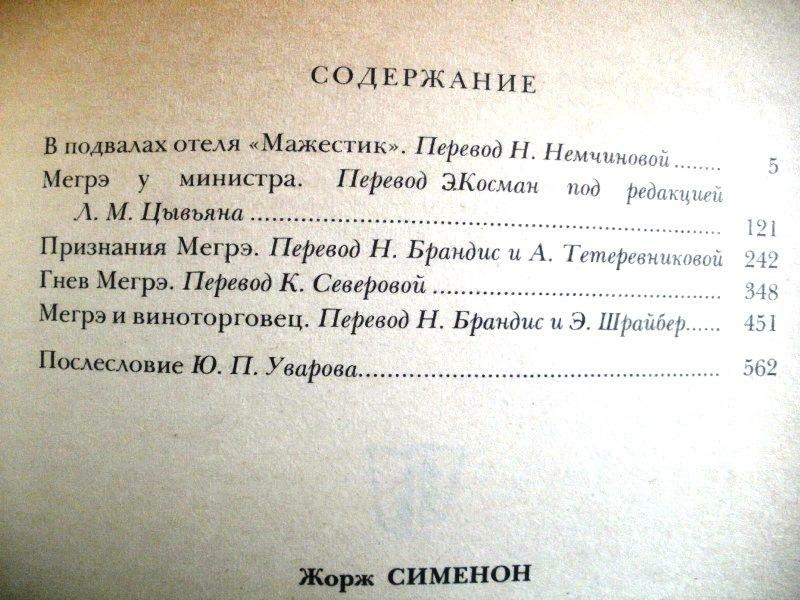 СОДЕРЖАНИЕ
В подвалах отеля «Мажестик». Перевод Н. Немчиновой ........ 5
Мегрэ у министра. Перевод ЭКосман под редакцией
Л. М. Цывьяна ........................................................ 121
Признания Мегрэ. Перевод Н. Брандис и А. Тетеревниковой 242
Гнев Мегрэ. Перевод К. Северовой ................................ 348
Мегрэ и виноторговец. Перевод Н. Брандис и Э. Шрайбер...... 451
Послесловие Ю. П. Уварова........................................... 562
Жорж СИМЕНОН